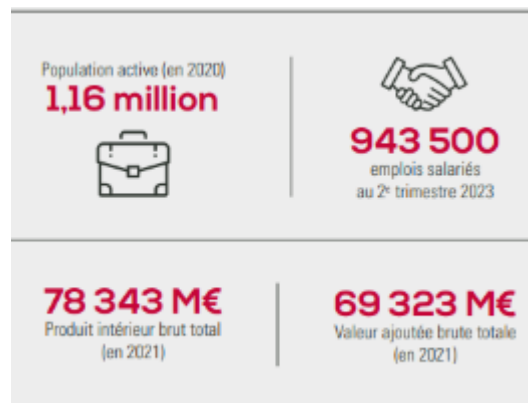 Population active (en 2020)
1,16 million
943 500
emplois salariés
au 2ᵉ trimestre 2023
78 343 M€
Produit intérieur brut total
(en 2021)
69 323 M€
Valeur ajoutée brute totale
(en 2021)